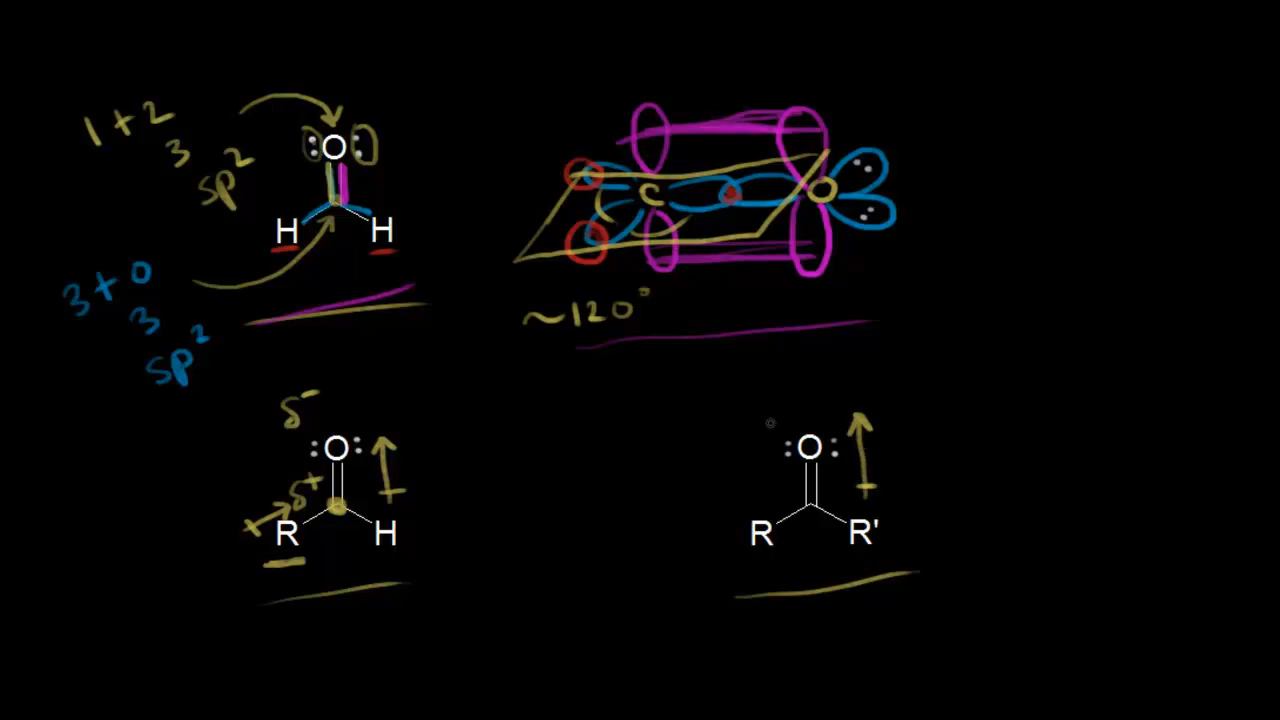 1+2
3
sp²
:O:
H H
3+0
3
sp²
C O
~120°
δ-
:O:
δ+
R H
:O:
R R'